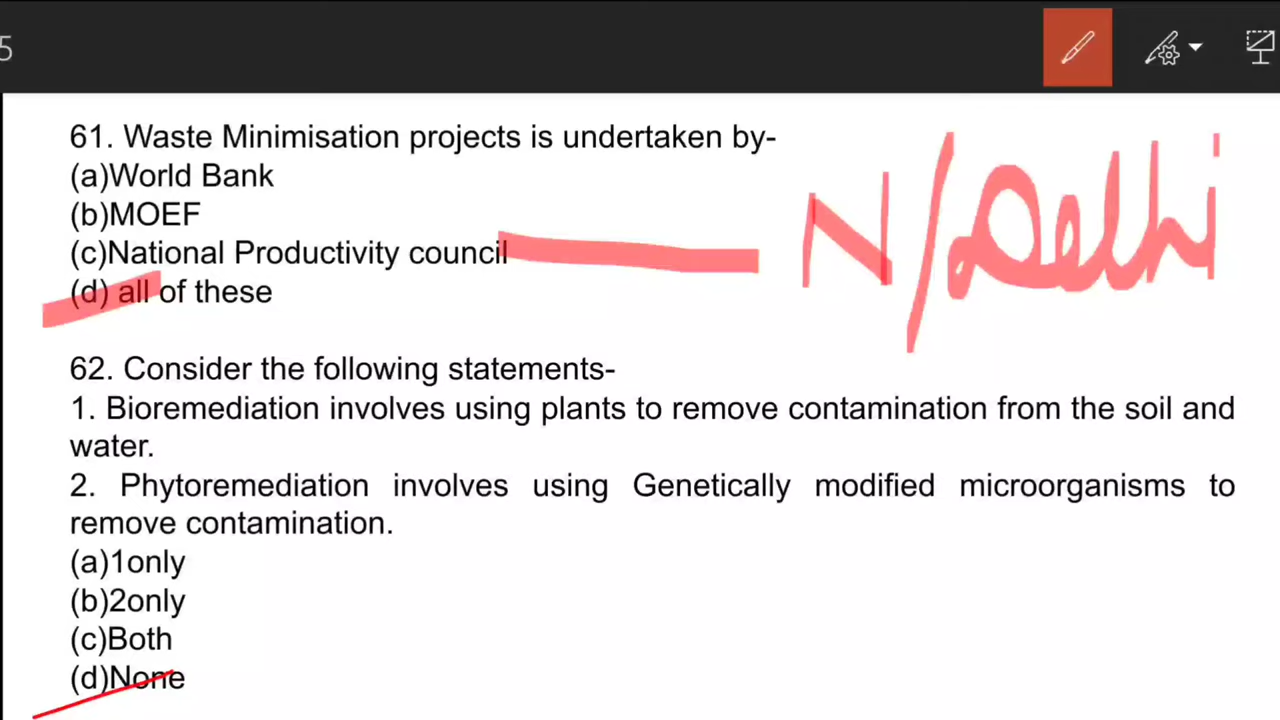 5
61. Waste Minimisation projects is undertaken by-
(a)World Bank
(b)MOEF
(c)National Productivity council
N/Delhi
(d) all of these
62. Consider the following statements-
1. Bioremediation involves using plants to remove contamination from the soil and
water.
2. Phytoremediation involves using Genetically modified microorganisms to
remove contamination.
(a)1only
(b)2only
(c)Both
(d)None